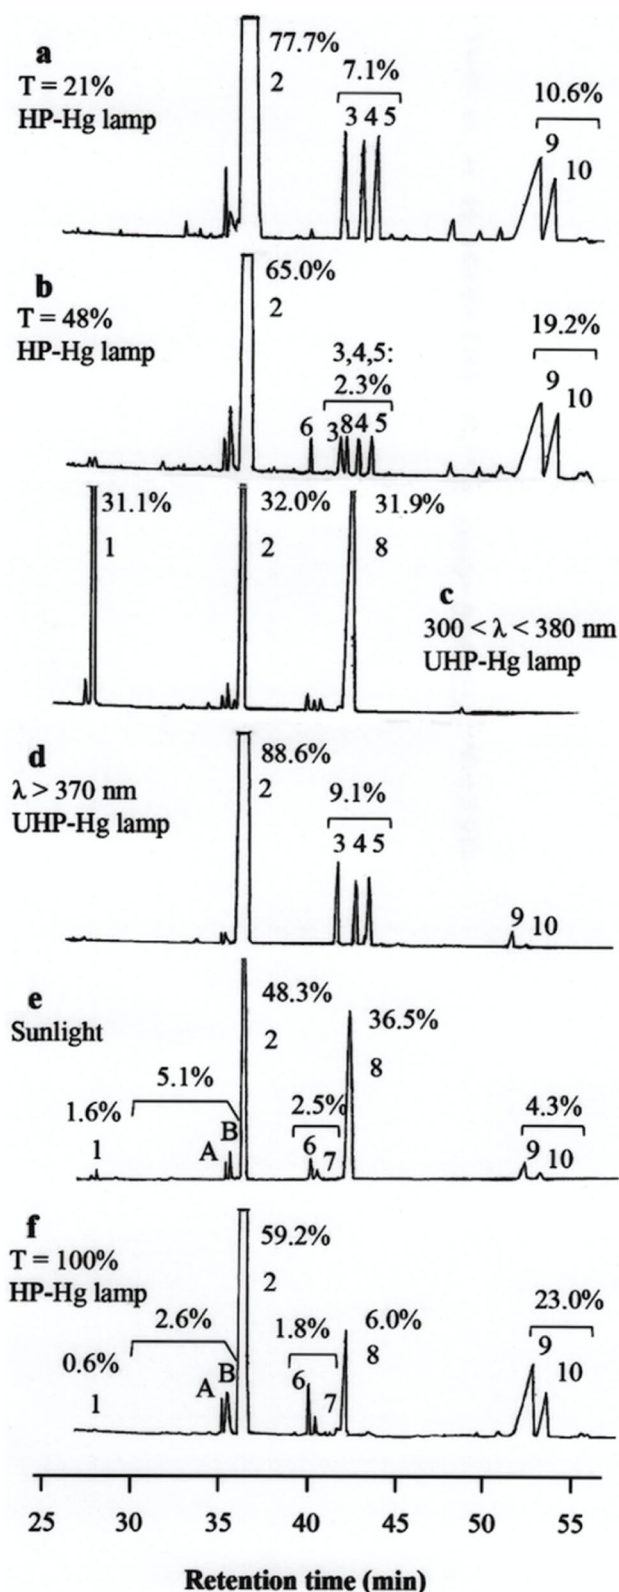 a
T = 21%
HP-Hg lamp
77.7%
2
7.1%
3 4 5
10.6%
9
10
b
T = 48%
HP-Hg lamp
65.0%
2
3,4,5:
2.3%
6 3 8 4 5
19.2%
9
10
31.1%
1
32.0%
2
31.9%
8
c
300 < λ < 380 nm
UHP-Hg lamp
d
λ > 370 nm
UHP-Hg lamp
88.6%
2
9.1%
3 4 5
9 10
e
Sunlight
48.3%
2
36.5%
8
5.1%
1.6%
1
A B
2.5%
6 7
4.3%
9 10
f
T = 100%
HP-Hg lamp
59.2%
2
2.6%
0.6%
1
A B
1.8%
6 7
6.0%
8
23.0%
9
10
25 30 35 40 45 50 55
Retention time (min)